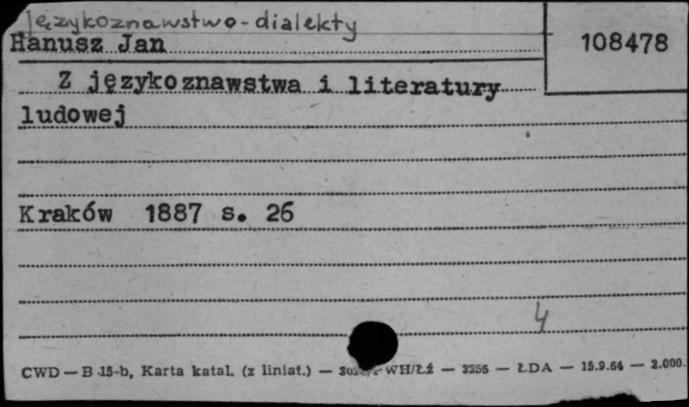 językoznawstwo-dialekty
Hanusz Jan
108478
Z językoznawstwa i literatury
ludowej
Kraków 1887 s. 26
4
CWD — B 15-b, Karta katal. (z liniat.) — WH/Łź — 3256 — ŁDA — 15.9.64 — 2.000.